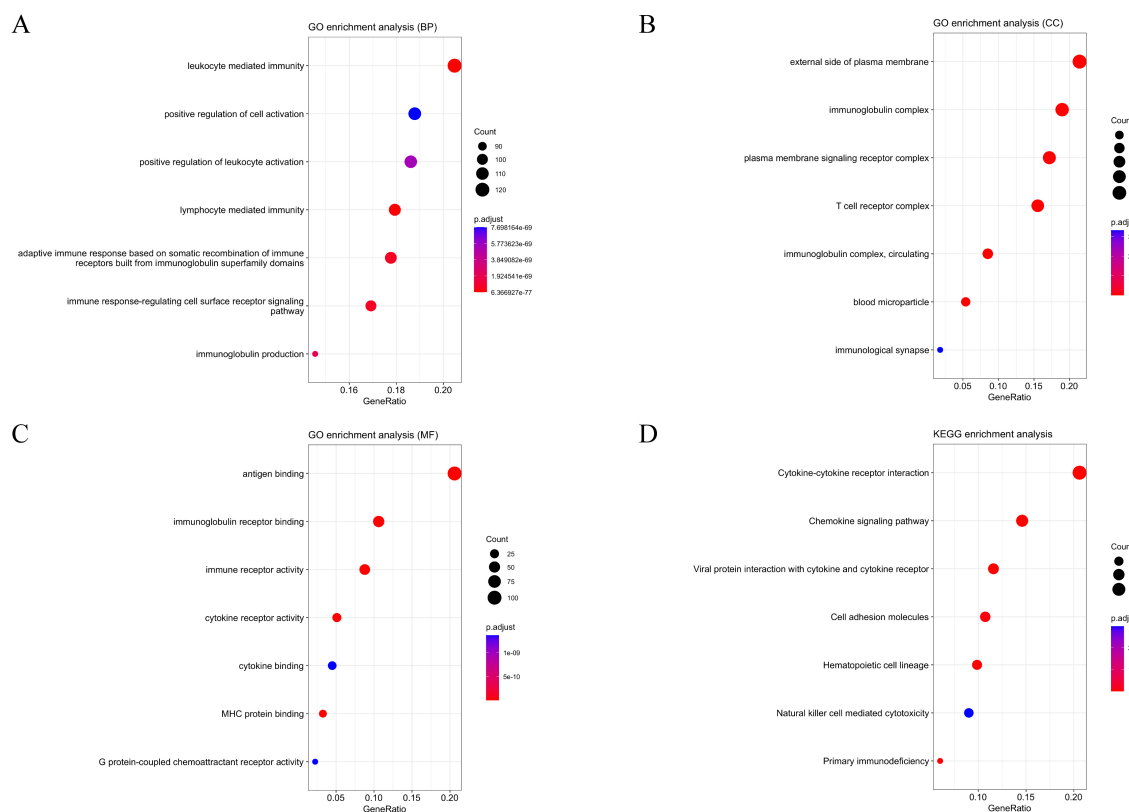 A
GO enrichment analysis (BP)
leukocyte mediated immunity
positive regulation of cell activation
positive regulation of leukocyte activation
lymphocyte mediated immunity
adaptive immune response based on somatic recombination of immune
receptors built from immunoglobulin superfamily domains
immune response-regulating cell surface receptor signaling
pathway
immunoglobulin production
0.16 0.18 0.20
GeneRatio
Count
90
100
110
120
p.adjust
7.698164e-69
5.773623e-69
3.849082e-69
1.924541e-69
6.366927e-77
B
GO enrichment analysis (CC)
external side of plasma membrane
immunoglobulin complex
plasma membrane signaling receptor complex
T cell receptor complex
immunoglobulin complex, circulating
blood microparticle
immunological synapse
0.05 0.10 0.15 0.20
GeneRatio
Coun
p.adj
C
GO enrichment analysis (MF)
antigen binding
immunoglobulin receptor binding
immune receptor activity
cytokine receptor activity
cytokine binding
MHC protein binding
G protein-coupled chemoattractant receptor activity
0.05 0.10 0.15 0.20
GeneRatio
Count
25
50
75
100
p.adjust
1e-09
5e-10
D
KEGG enrichment analysis
Cytokine-cytokine receptor interaction
Chemokine signaling pathway
Viral protein interaction with cytokine and cytokine receptor
Cell adhesion molecules
Hematopoietic cell lineage
Natural killer cell mediated cytotoxicity
Primary immunodeficiency
0.10 0.15 0.20
GeneRatio
Coun
p.adj